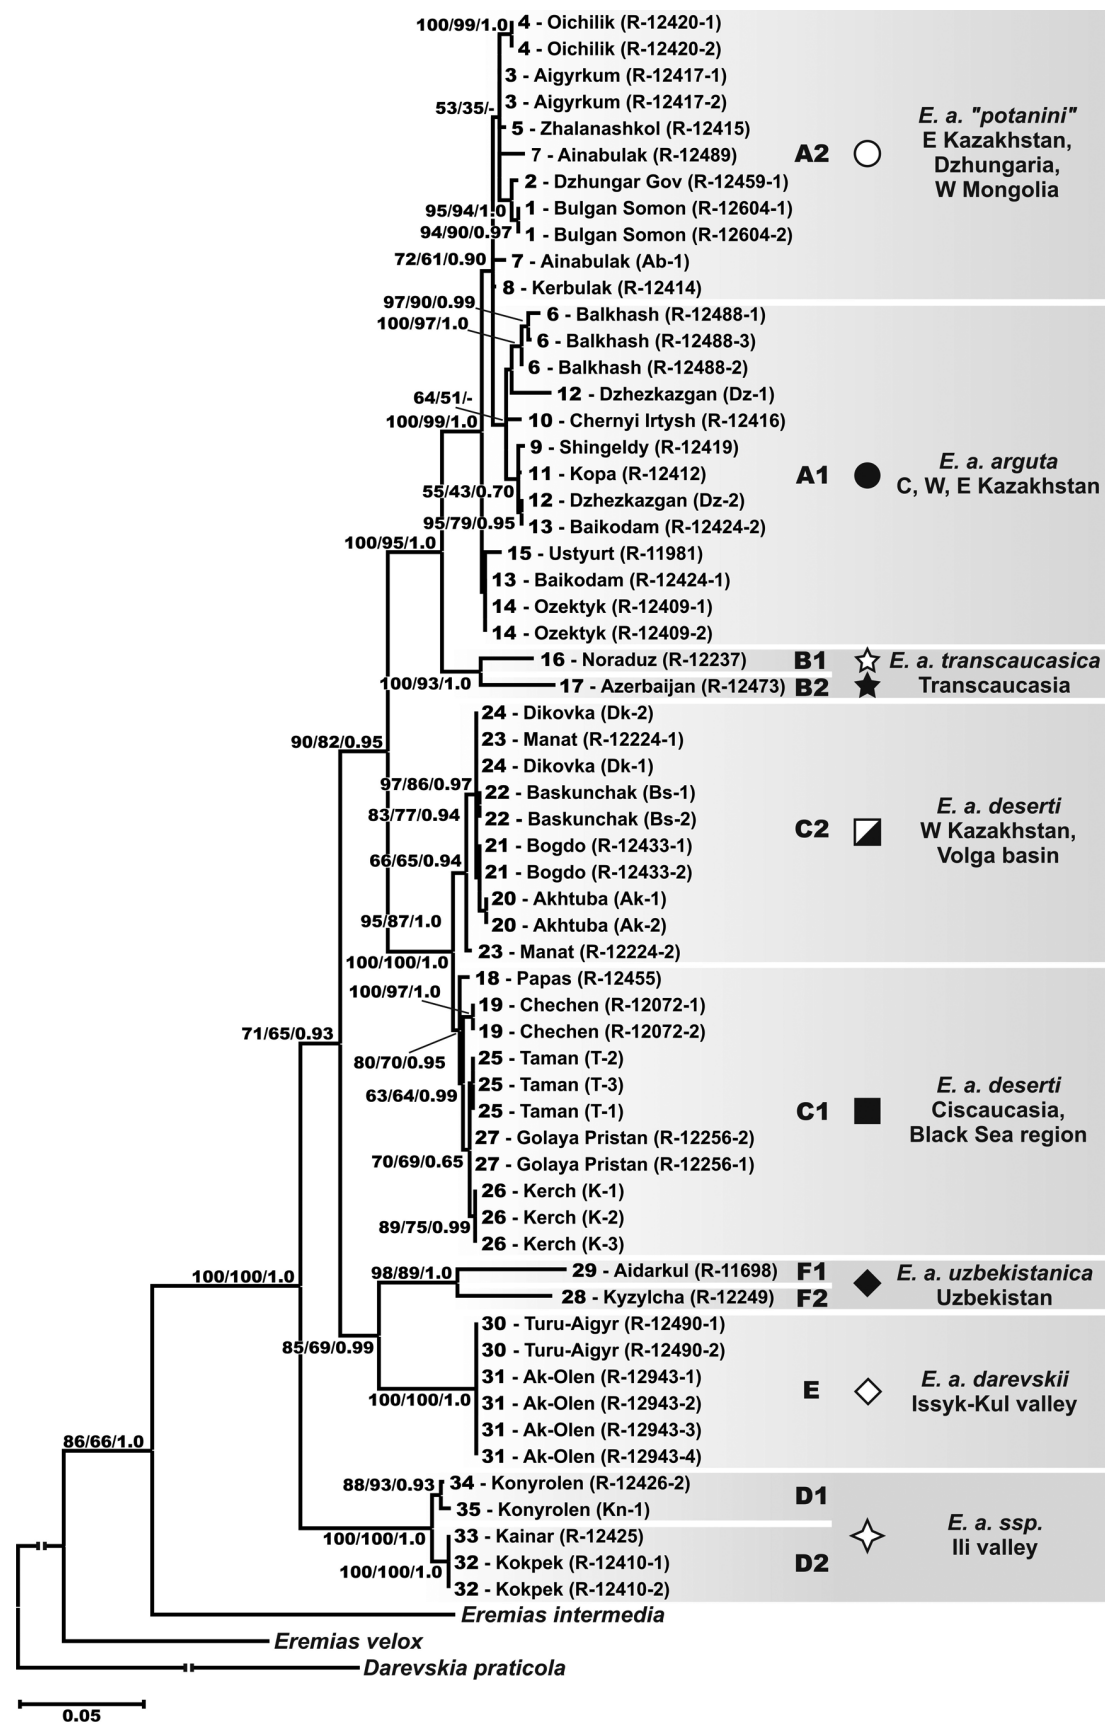 100/99/1.0
4 - Oichilik (R-12420-1)
4 - Oichilik (R-12420-2)
3 - Aigyrkum (R-12417-1)
3 - Aigyrkum (R-12417-2)
53/35/-
5 - Zhalanashkol (R-12415)
7 - Ainabulak (R-12489)
2 - Dzhungar Gov (R-12459-1)
95/94/1.0
1 - Bulgan Somon (R-12604-1)
94/90/0.97
1 - Bulgan Somon (R-12604-2)
72/61/0.90
7 - Ainabulak (Ab-1)
8 - Kerbulak (R-12414)
A2
E. a. "potanini"
E Kazakhstan,
Dzhungaria,
W Mongolia
97/90/0.99
6 - Balkhash (R-12488-1)
100/97/1.0
6 - Balkhash (R-12488-3)
6 - Balkhash (R-12488-2)
12 - Dzhezkazgan (Dz-1)
64/51/-
100/99/1.0
10 - Chernyi Irtysh (R-12416)
9 - Shingeldy (R-12419)
11 - Kopa (R-12412)
55/43/0.70
12 - Dzhezkazgan (Dz-2)
95/79/0.95
13 - Baikodam (R-12424-2)
100/95/1.0
15 - Ustyurt (R-11981)
13 - Baikodam (R-12424-1)
14 - Ozektyk (R-12409-1)
14 - Ozektyk (R-12409-2)
A1
E. a. arguta
C, W, E Kazakhstan
16 - Noraduz (R-12237)
B1
E. a. transcaucasica
100/93/1.0
17 - Azerbaijan (R-12473)
B2
Transcaucasia
24 - Dikovka (Dk-2)
90/82/0.95
23 - Manat (R-12224-1)
24 - Dikovka (Dk-1)
97/86/0.97
22 - Baskunchak (Bs-1)
83/77/0.94
22 - Baskunchak (Bs-2)
21 - Bogdo (R-12433-1)
66/65/0.94
21 - Bogdo (R-12433-2)
20 - Akhtuba (Ak-1)
95/87/1.0
20 - Akhtuba (Ak-2)
23 - Manat (R-12224-2)
C2
E. a. deserti
W Kazakhstan,
Volga basin
100/100/1.0
18 - Papas (R-12455)
100/97/1.0
19 - Chechen (R-12072-1)
19 - Chechen (R-12072-2)
71/65/0.93
80/70/0.95
25 - Taman (T-2)
25 - Taman (T-3)
63/64/0.99
25 - Taman (T-1)
27 - Golaya Pristan (R-12256-2)
70/69/0.65
27 - Golaya Pristan (R-12256-1)
26 - Kerch (K-1)
26 - Kerch (K-2)
89/75/0.99
26 - Kerch (K-3)
C1
E. a. deserti
Ciscaucasia,
Black Sea region
100/100/1.0
98/89/1.0
29 - Aidarkul (R-11698)
F1
28 - Kyzylcha (R-12249)
F2
E. a. uzbekistanica
Uzbekistan
30 - Turu-Aigyr (R-12490-1)
85/69/0.99
30 - Turu-Aigyr (R-12490-2)
31 - Ak-Olen (R-12943-1)
100/100/1.0
31 - Ak-Olen (R-12943-2)
31 - Ak-Olen (R-12943-3)
31 - Ak-Olen (R-12943-4)
E
E. a. darevskii
Issyk-Kul valley
86/66/1.0
88/93/0.93
34 - Konyrolen (R-12426-2)
35 - Konyrolen (Kn-1)
D1
100/100/1.0
33 - Kainar (R-12425)
100/100/1.0
32 - Kokpek (R-12410-1)
32 - Kokpek (R-12410-2)
D2
E. a. ssp.
Ili valley
Eremias intermedia
Eremias velox
Darevskia praticola
0.05